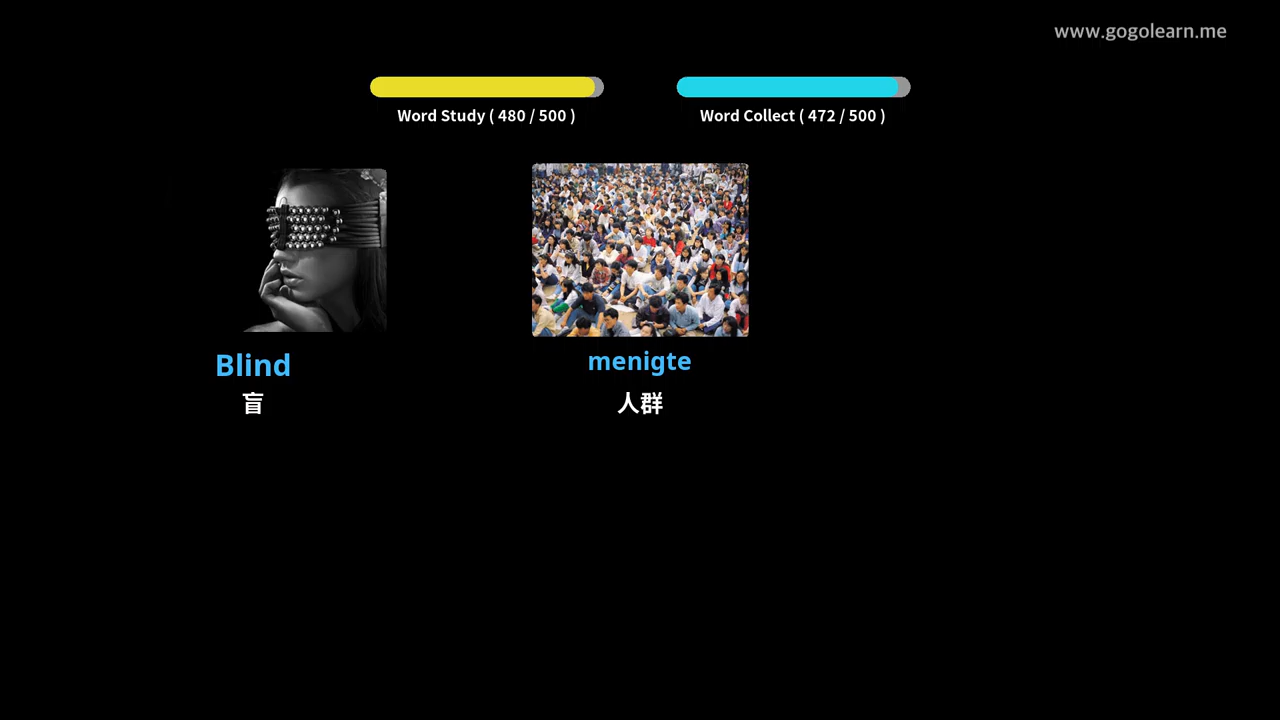 www.gogolearn.me
Word Study ( 480 / 500 )
Word Collect ( 472 / 500 )
Blind
盲
menigte
人群